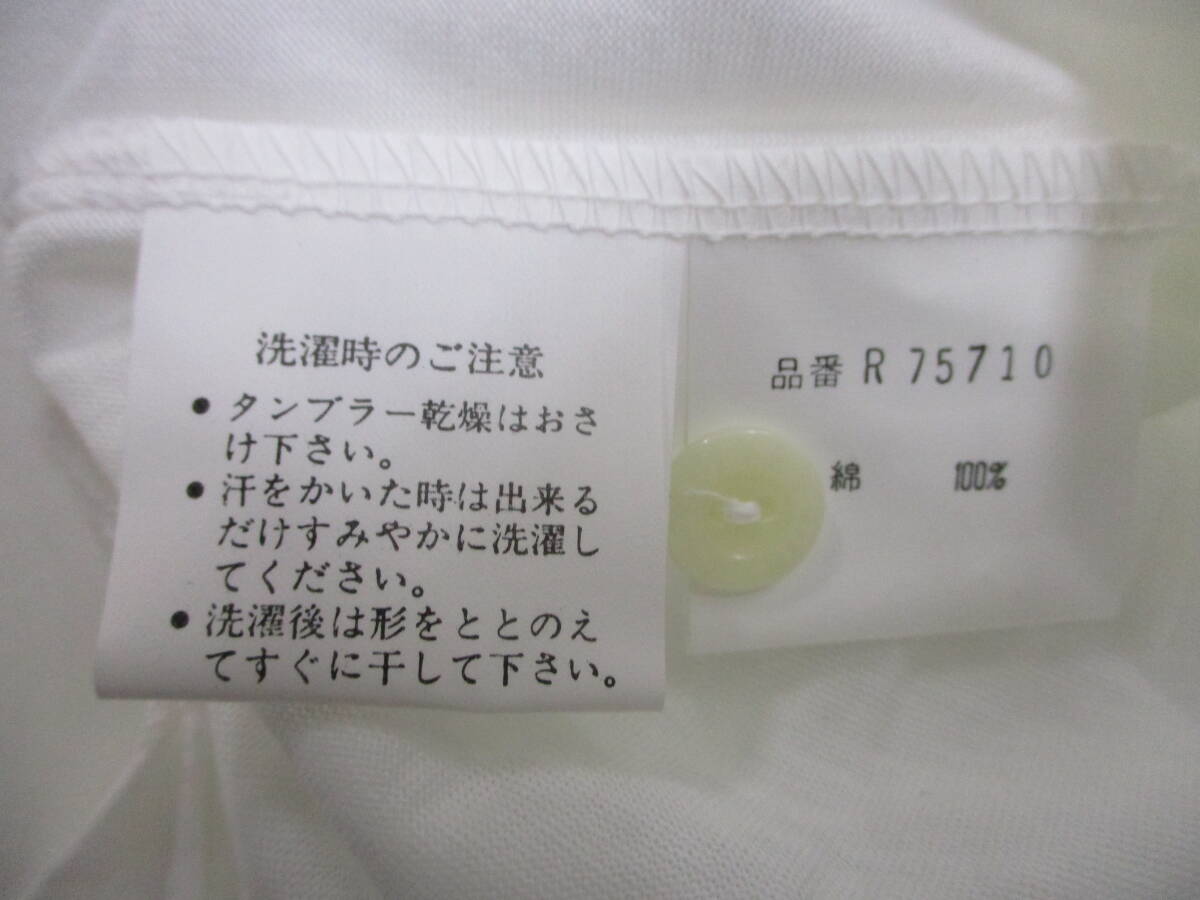 洗濯時のご注意
● タンブラー乾燥はおさ
け下さい。
● 汗をかいた時は出来る
だけすみやかに洗濯し
てください。
● 洗濯後は形をととのえ
てすぐに干して下さい。
品番 R 75710
綿 100%